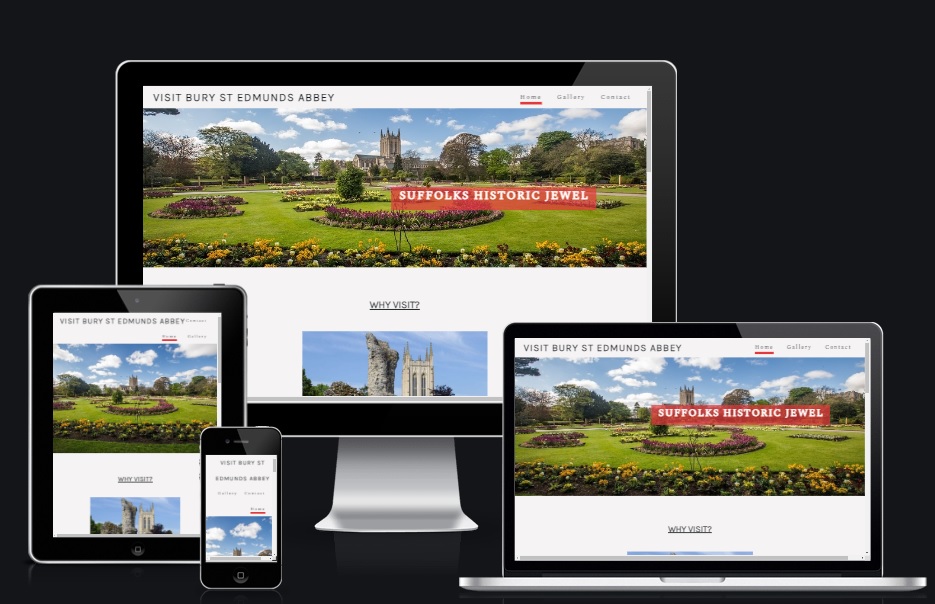 VISIT BURY ST EDMUNDS ABBEY
Home Gallery Contact
SUFFOLKS HISTORIC JEWEL
WHY VISIT?
VISIT BURY ST EDMUNDS ABBEY Contact
Home Gallery
WHY VISIT?
VISIT BURY ST
EDMUNDS ABBEY
Gallery Contact
Home
VISIT BURY ST EDMUNDS ABBEY
Home Gallery Contact
SUFFOLKS HISTORIC JEWEL
WHY VISIT?